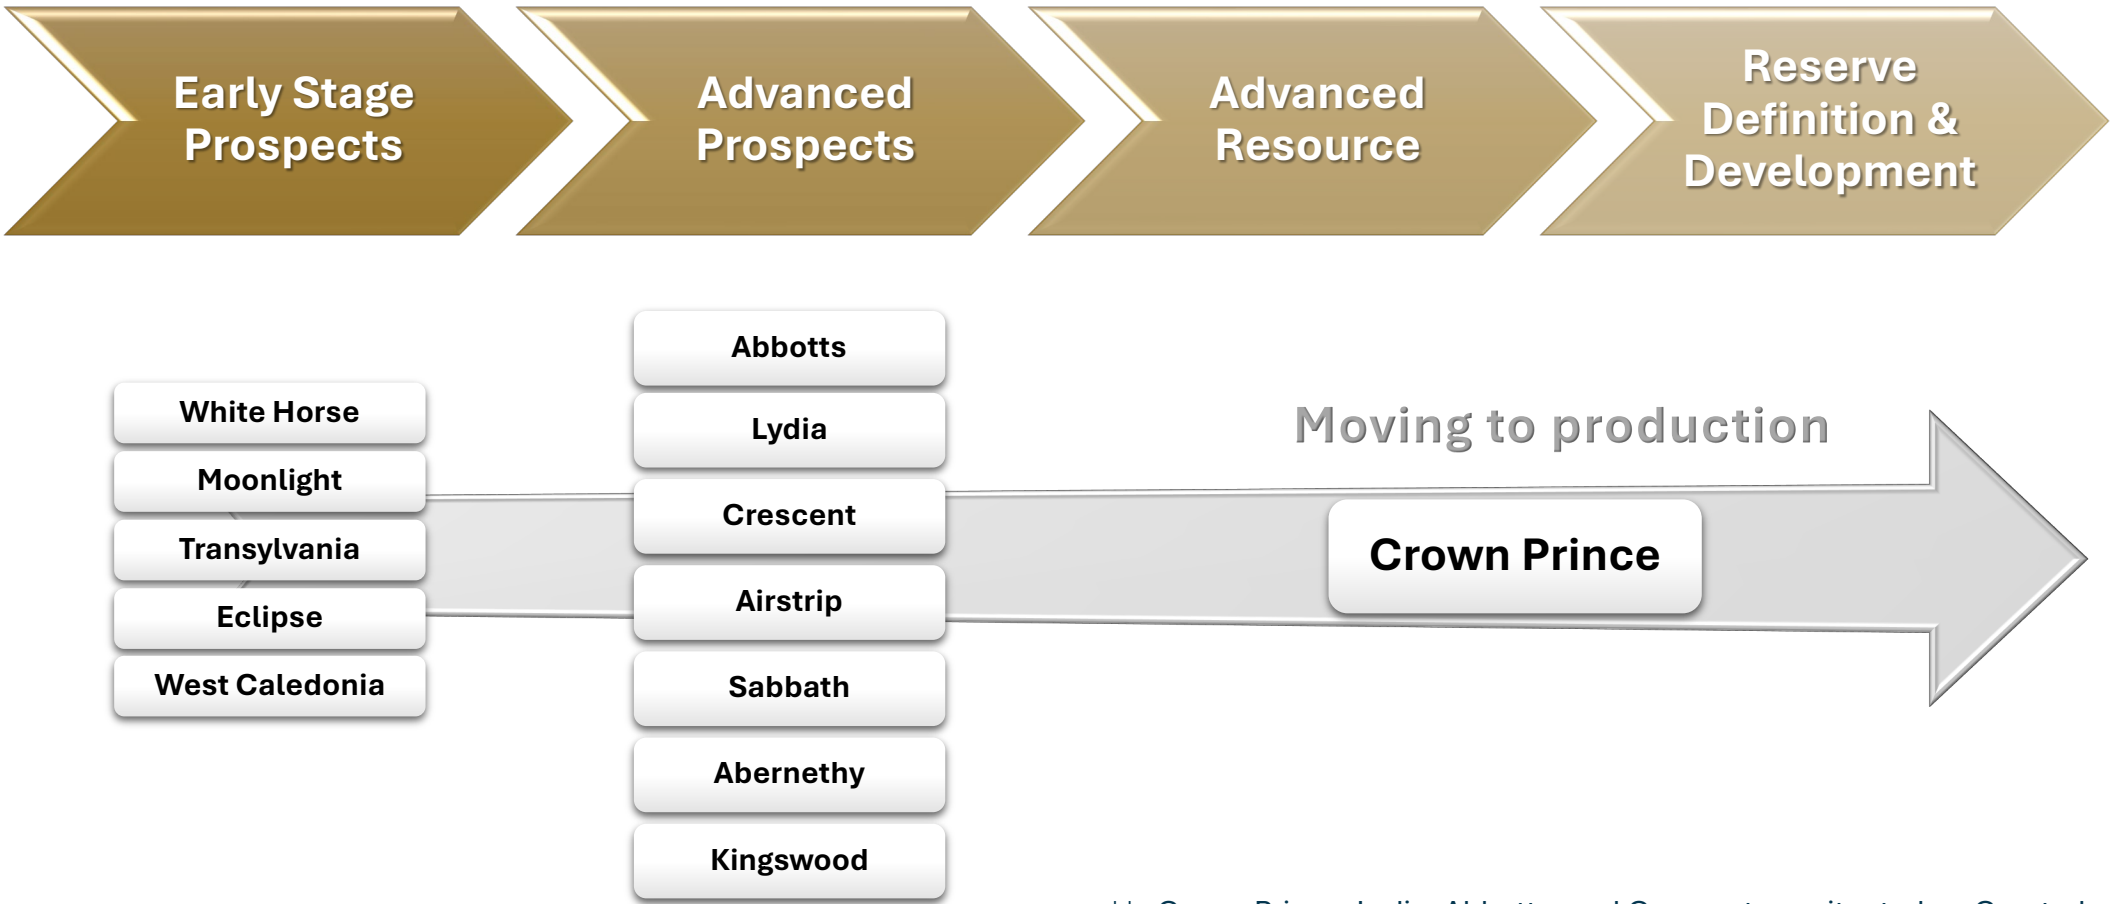 Early Stage
Prospects
Advanced
Prospects
Advanced
Resource
Reserve
Definition &
Development
White Horse
Moonlight
Transylvania
Eclipse
West Caledonia
Abbotts
Lydia
Crescent
Airstrip
Sabbath
Abernethy
Kingswood
Moving to production
Crown Prince